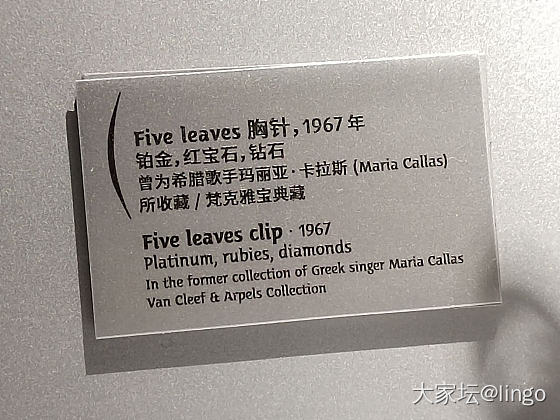 Five leaves 胸针，1967 年
铂金，红宝石，钻石
曾为希腊歌手玛丽亚·卡拉斯 (Maria Callas)
所收藏 / 梵克雅宝典藏
Five leaves clip · 1967
Platinum, rubies, diamonds
In the former collection of Greek singer Maria Callas
Van Cleef & Arpels Collection
大家坛@lingo